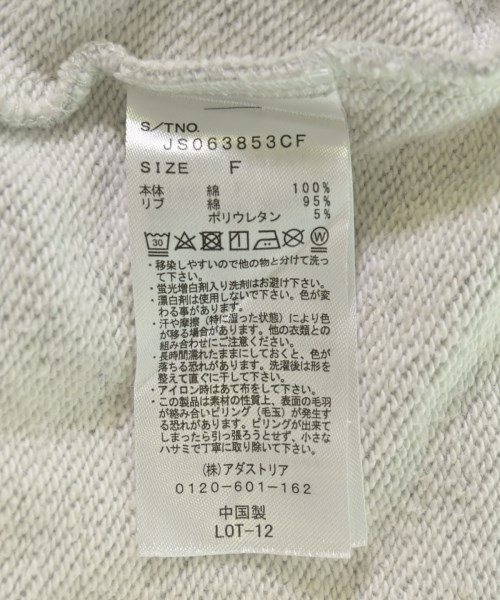 S/TNO.
JS063853CF
SIZE F
本体 綿 100%
リブ 綿 95%
ポリウレタン 5%
30 W
・移染しやすいので他の物と分けて洗っ
て下さい。
・蛍光増白剤入り洗剤はお避け下さい。
・漂白剤は使用しないで下さい。色が変
わる事があります。
・汗や摩擦（特に湿った状態）により色
が移る場合があります。他の衣類との
組み合わせにご注意下さい。
・長時間濡れたままにしておくと、色が
落ちる恐れがあります。洗濯後は形を
整えて直ぐに干して下さい。
・アイロン時はあて布をして下さい。
・この製品は素材の性質上、表面の毛羽
が絡み合いピリング（毛玉）が発生す
る恐れがあります。ピリングが出来て
しまったら引っ張ろうとせず、小さな
ハサミで丁寧に取り除いて下さい。
(株)アダストリア
0120-601-162
中国製
LOT-12